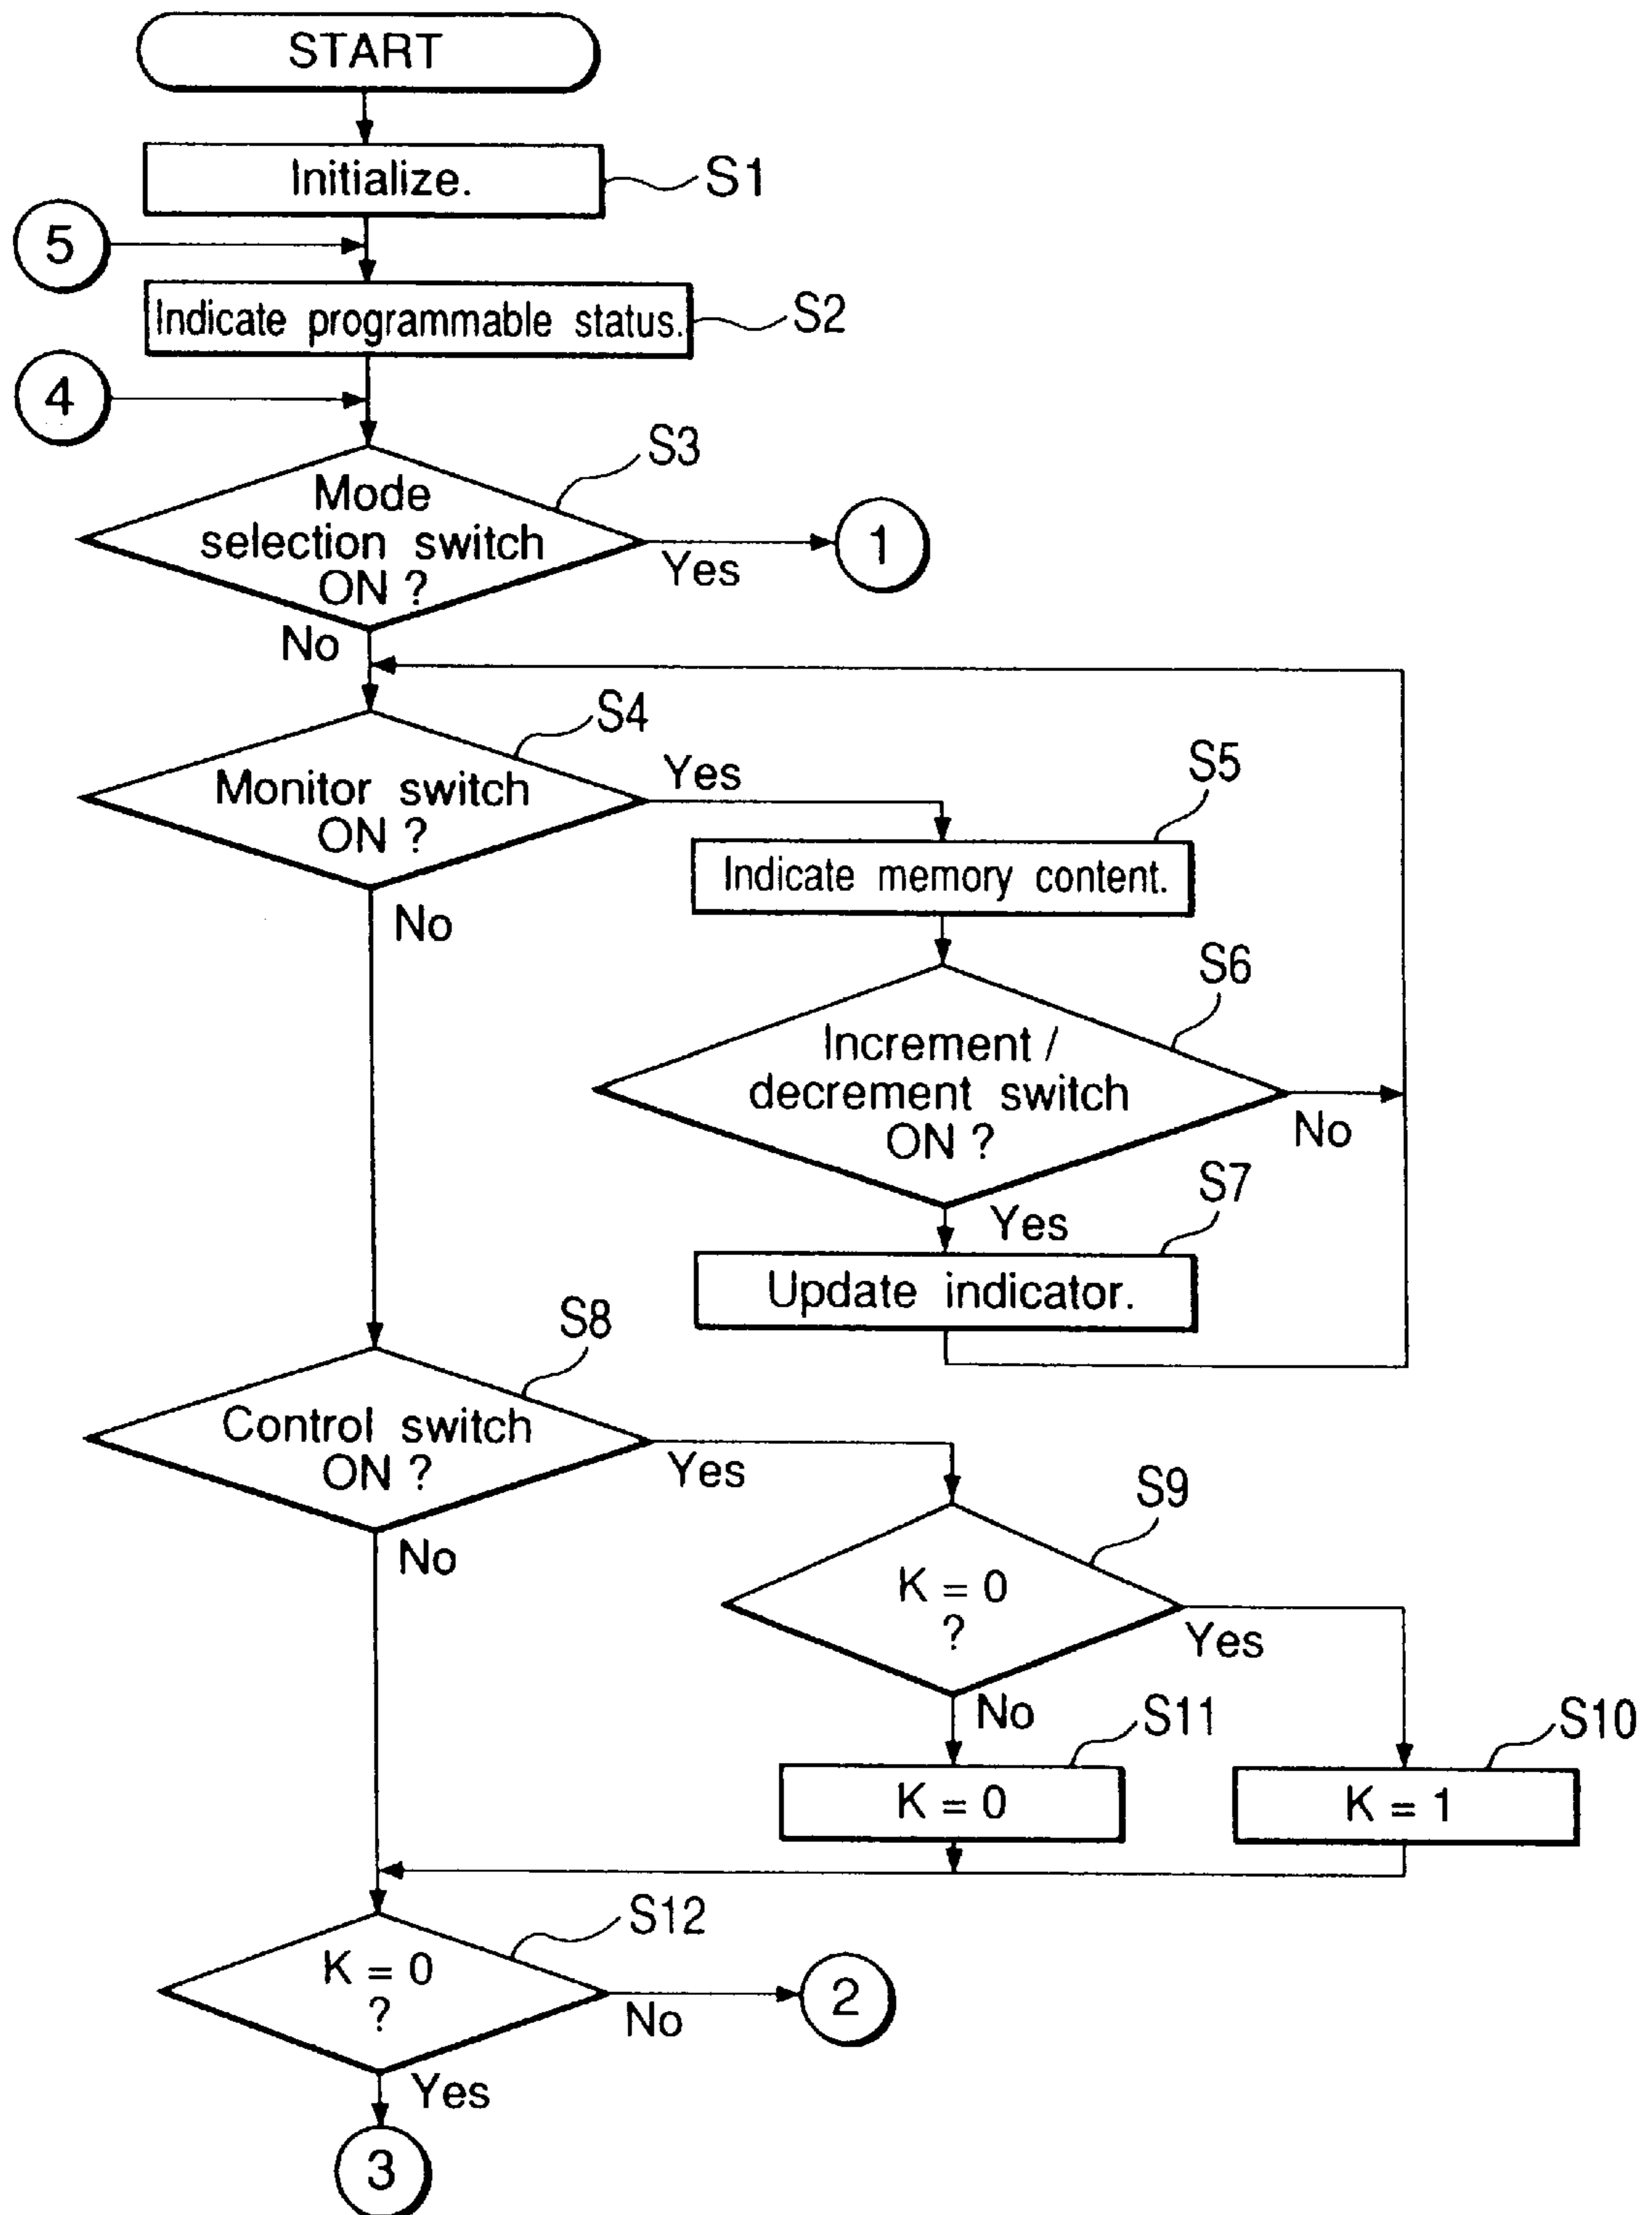 START
Initialize.
S1
5
Indicate programmable status.
S2
4
S3
Mode
selection switch
ON ?
Yes
1
No
S4
Monitor switch
ON ?
Yes
No
S5
Indicate memory content.
S6
Increment /
decrement switch
ON ?
No
Yes
S7
Update indicator.
S8
Control switch
ON ?
Yes
No
S9
K = 0
?
Yes
No
S11
K = 0
S10
K = 1
S12
K = 0
?
No
2
Yes
3